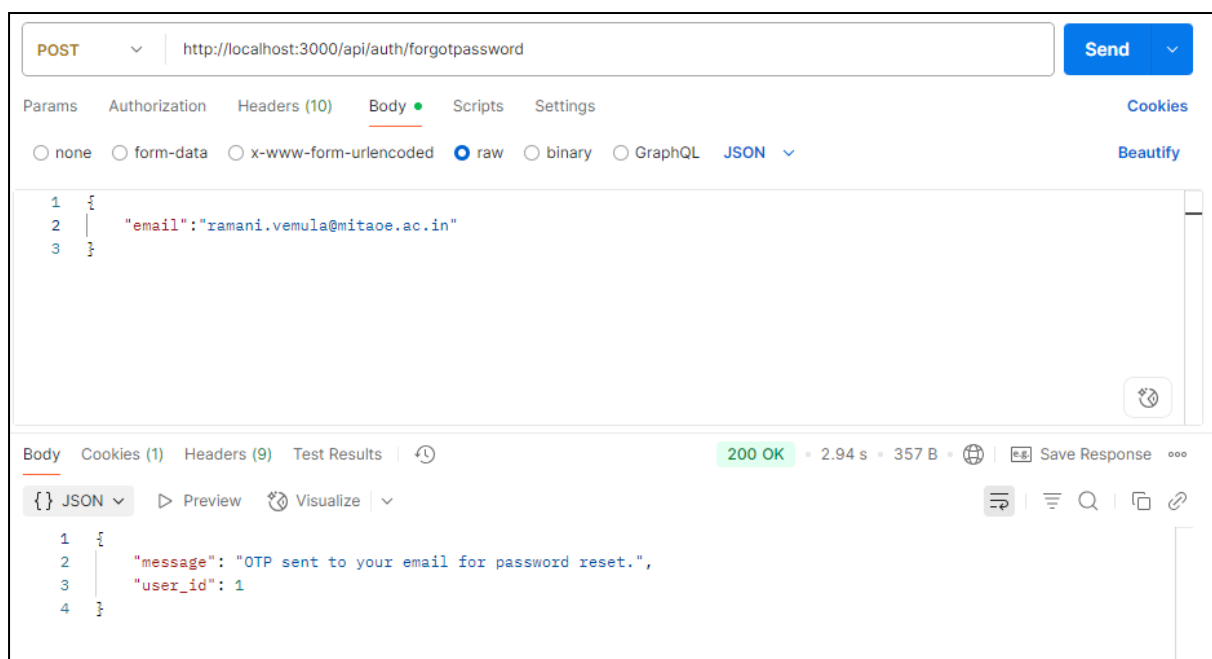 POST http://localhost:3000/api/auth/forgotpassword Send
Params Authorization Headers (10) Body Scripts Settings Cookies
none form-data x-www-form-urlencoded raw binary GraphQL JSON Beautify
1 {
2 "email":"ramani.vemula@mitaoe.ac.in"
3 }
Body Cookies (1) Headers (9) Test Results 200 OK 2.94 s 357 B e.g. Save Response
{} JSON Preview Visualize
1 {
2 "message": "OTP sent to your email for password reset.",
3 "user_id": 1
4 }